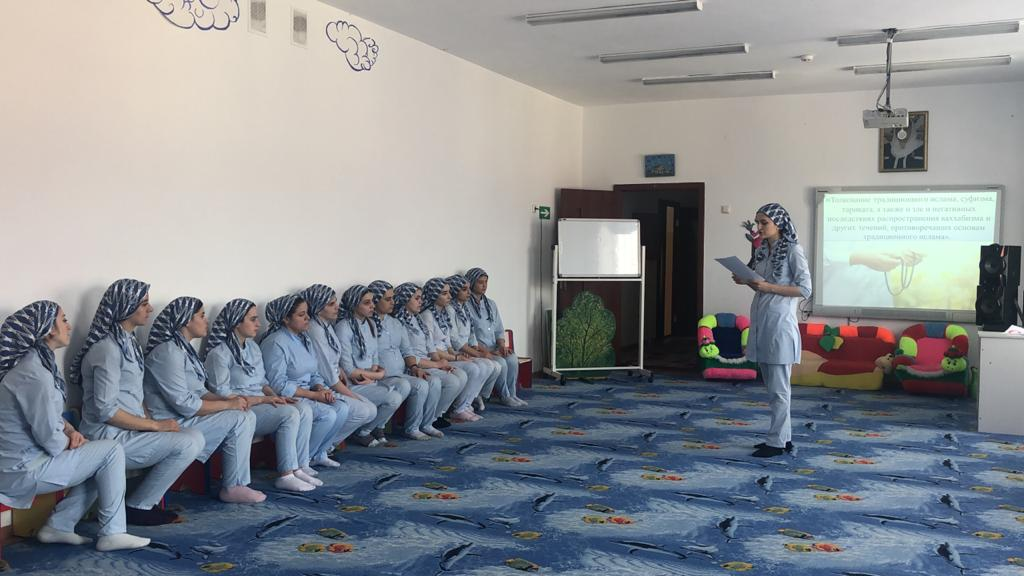 «Толкование традиционного ислама, суфизма,
тариката, а также о зле и негативных
последствиях распространения ваххабизма и
других течений, противоречащих основам
традиционного ислама».